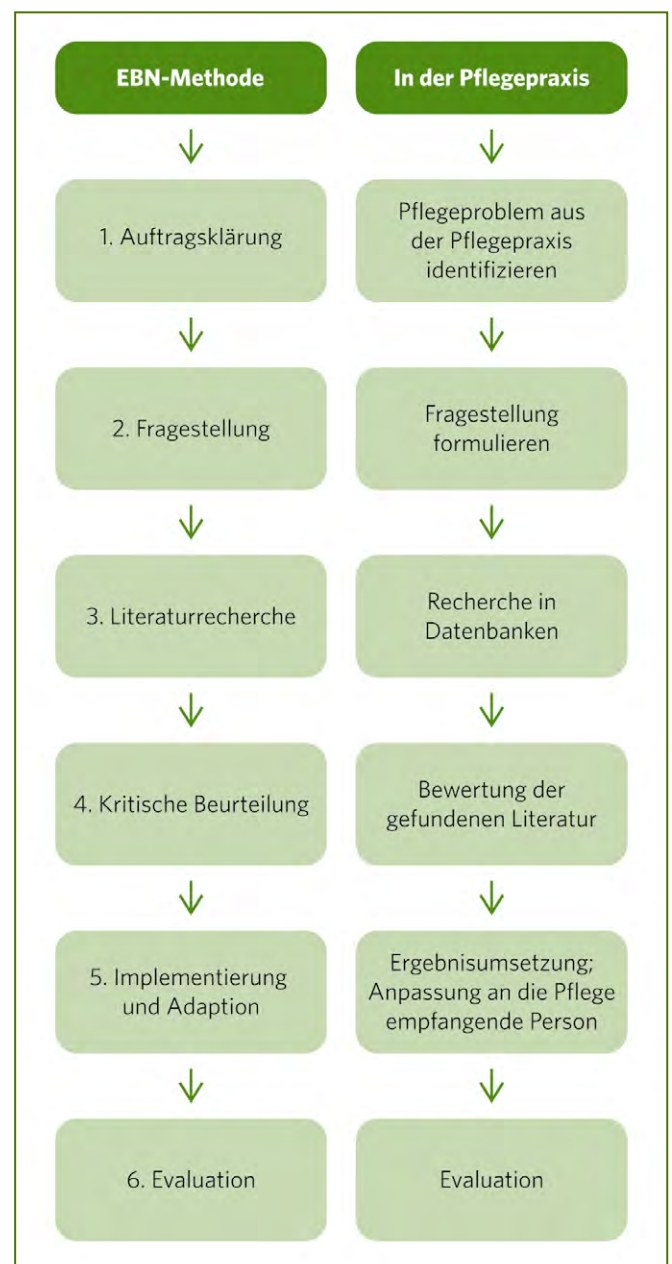 EBN-Methode
In der Pflegepraxis
1. Auftragsklärung
Pflegeproblem aus
der Pflegepraxis
identifizieren
2. Fragestellung
Fragestellung
formulieren
3. Literaturrecherche
Recherche in
Datenbanken
4. Kritische Beurteilung
Bewertung der
gefundenen Literatur
5. Implementierung
und Adaption
Ergebnisumsetzung;
Anpassung an die Pflege
empfangende Person
6. Evaluation
Evaluation